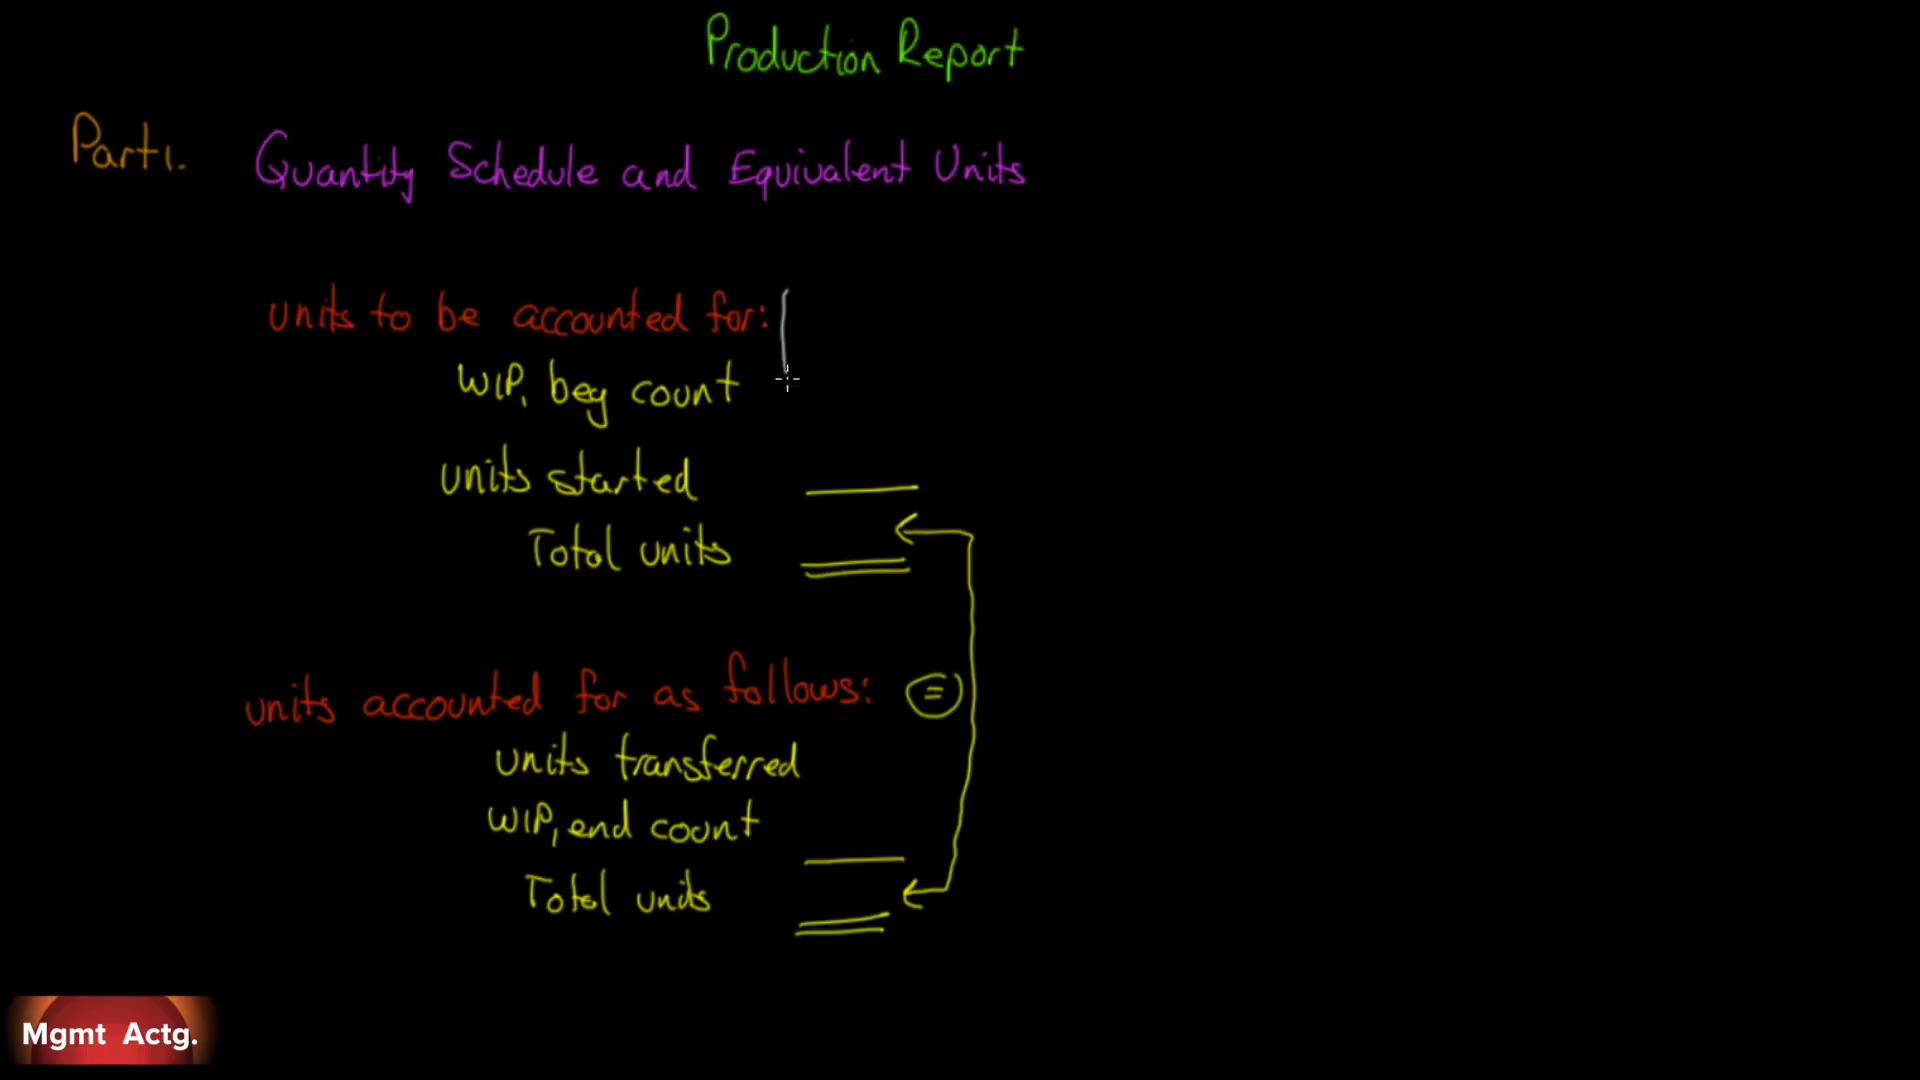 Production Report
Part 1. Quantity Schedule and Equivalent Units
units to be accounted for:
WIP, beg count
units started
Total units
units accounted for as follows: =
units transferred
WIP, end count
Total units
Mgmt Actg.